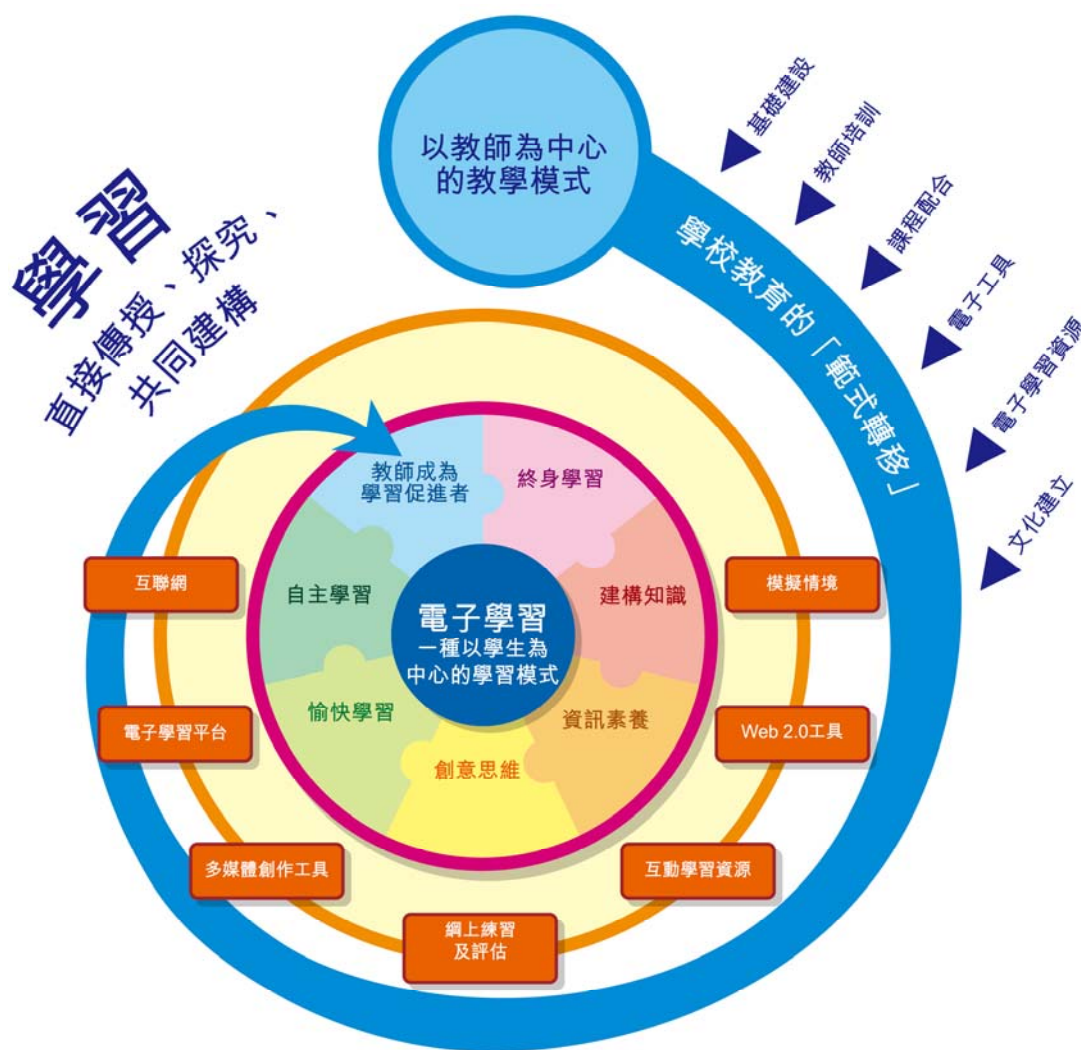 以教師為中心
的教學模式
基礎建設
教師培訓
課程配合
電子工具
電子學習資源
文化建立
學校教育的「範式轉移」
學習
直接傳授、探究、
共同建構
教師成為
學習促進者
終身學習
自主學習
建構知識
電子學習
一種以學生為
中心的學習模式
愉快學習
資訊素養
創意思維
互聯網
模擬情境
電子學習平台
Web 2.0工具
多媒體創作工具
互動學習資源
網上練習
及評估